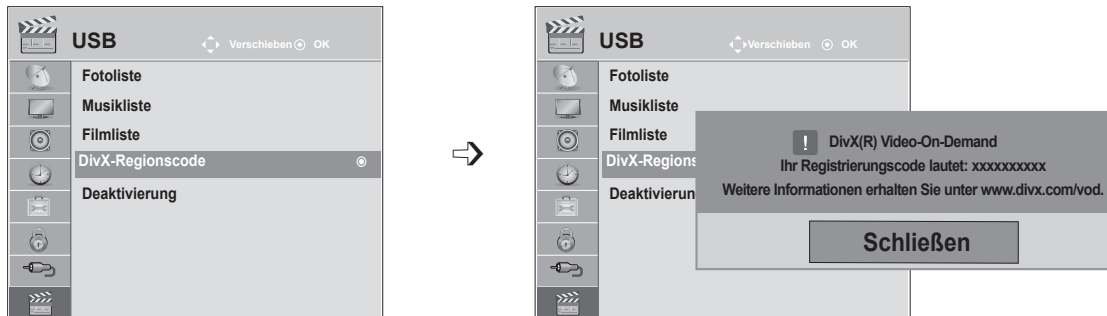 USB
Verschieben OK
Fotoliste
Musikliste
Filmliste
DivX-Regionscode
Deaktivierung
USB
Verschieben OK
Fotoliste
Musikliste
Filmliste
DivX-Regions
Deaktivierun
! DivX(R) Video-On-Demand
Ihr Registrierungscode lautet: xxxxxxxxxx
Weitere Informationen erhalten Sie unter www.divx.com/vod.
Schließen